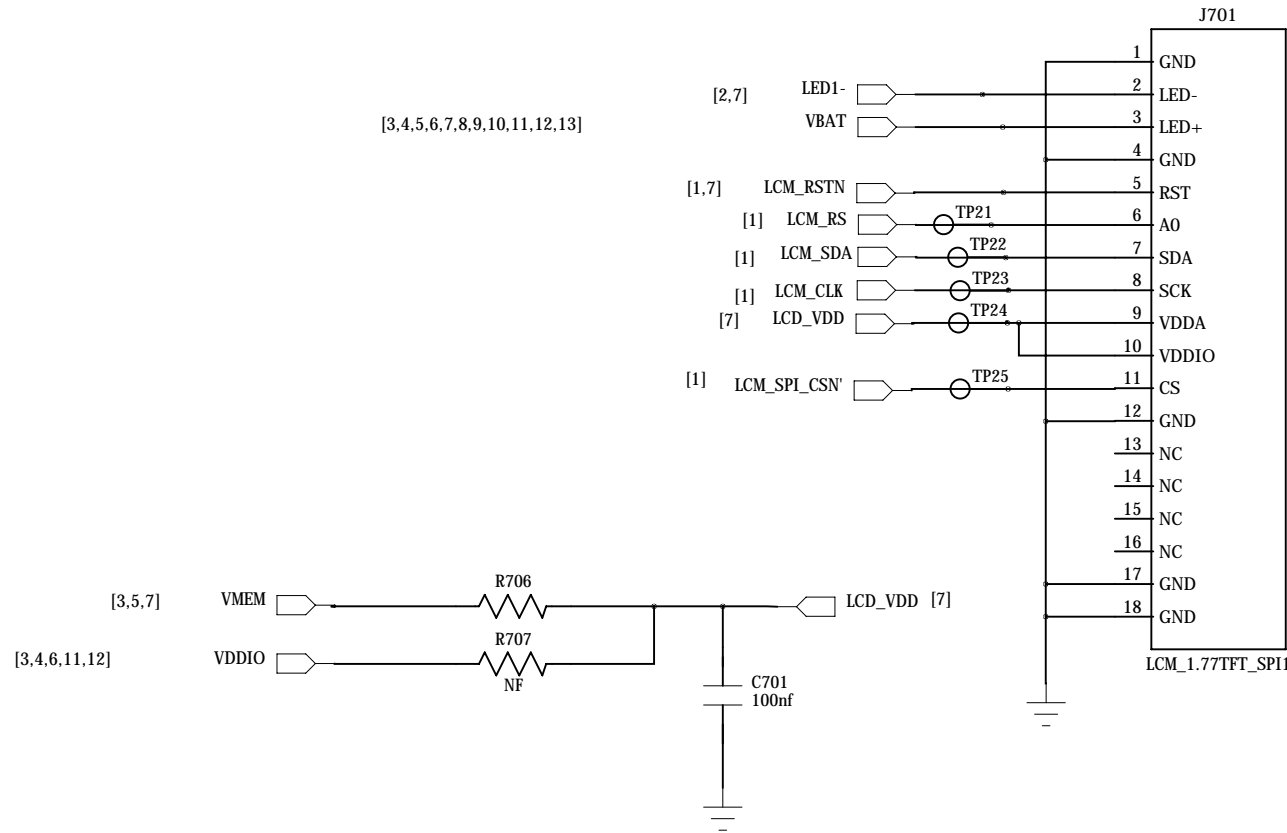 J701
1 GND
[2,7] LED1- 2 LED-
[3,4,5,6,7,8,9,10,11,12,13] VBAT 3 LED+
4 GND
[1,7] LCM_RSTN 5 RST
[1] LCM_RS TP21 6 A0
[1] LCM_SDA TP22 7 SDA
[1] LCM_CLK TP23 8 SCK
[7] LCD_VDD TP24 9 VDDA
10 VDDIO
[1] LCM_SPI_CSN' TP25 11 CS
12 GND
13 NC
14 NC
15 NC
16 NC
17 GND
18 GND
LCM_1.77TFT_SPI1
R706
[3,5,7] VMEM LCD_VDD [7]
R707
[3,4,6,11,12] VDDIO
NF
C701
100nf